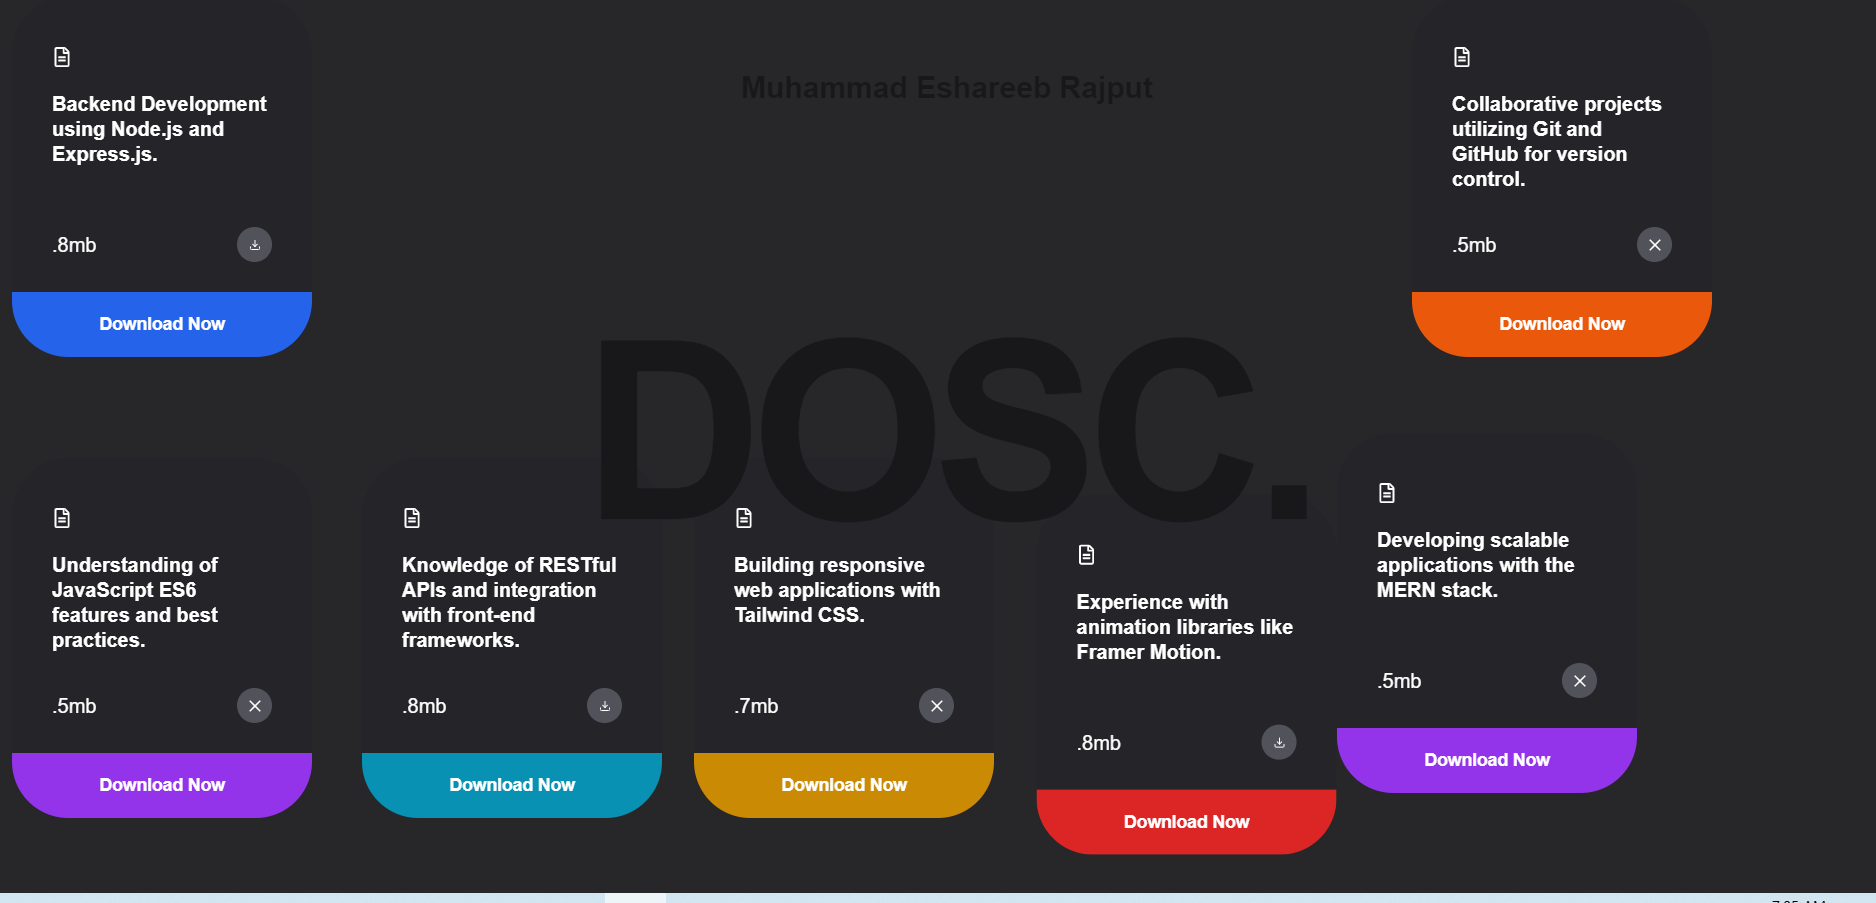 Muhammad Eshareeb Rajput
Backend Development
using Node.js and
Express.js.
.8mb
Download Now
Collaborative projects
utilizing Git and
GitHub for version
control.
.5mb
Download Now
DOSC.
Understanding of
JavaScript ES6
features and best
practices.
.5mb
Download Now
Knowledge of RESTful
APIs and integration
with front-end
frameworks.
.8mb
Download Now
Building responsive
web applications with
Tailwind CSS.
.7mb
Download Now
Experience with
animation libraries like
Framer Motion.
.8mb
Download Now
Developing scalable
applications with the
MERN stack.
.5mb
Download Now